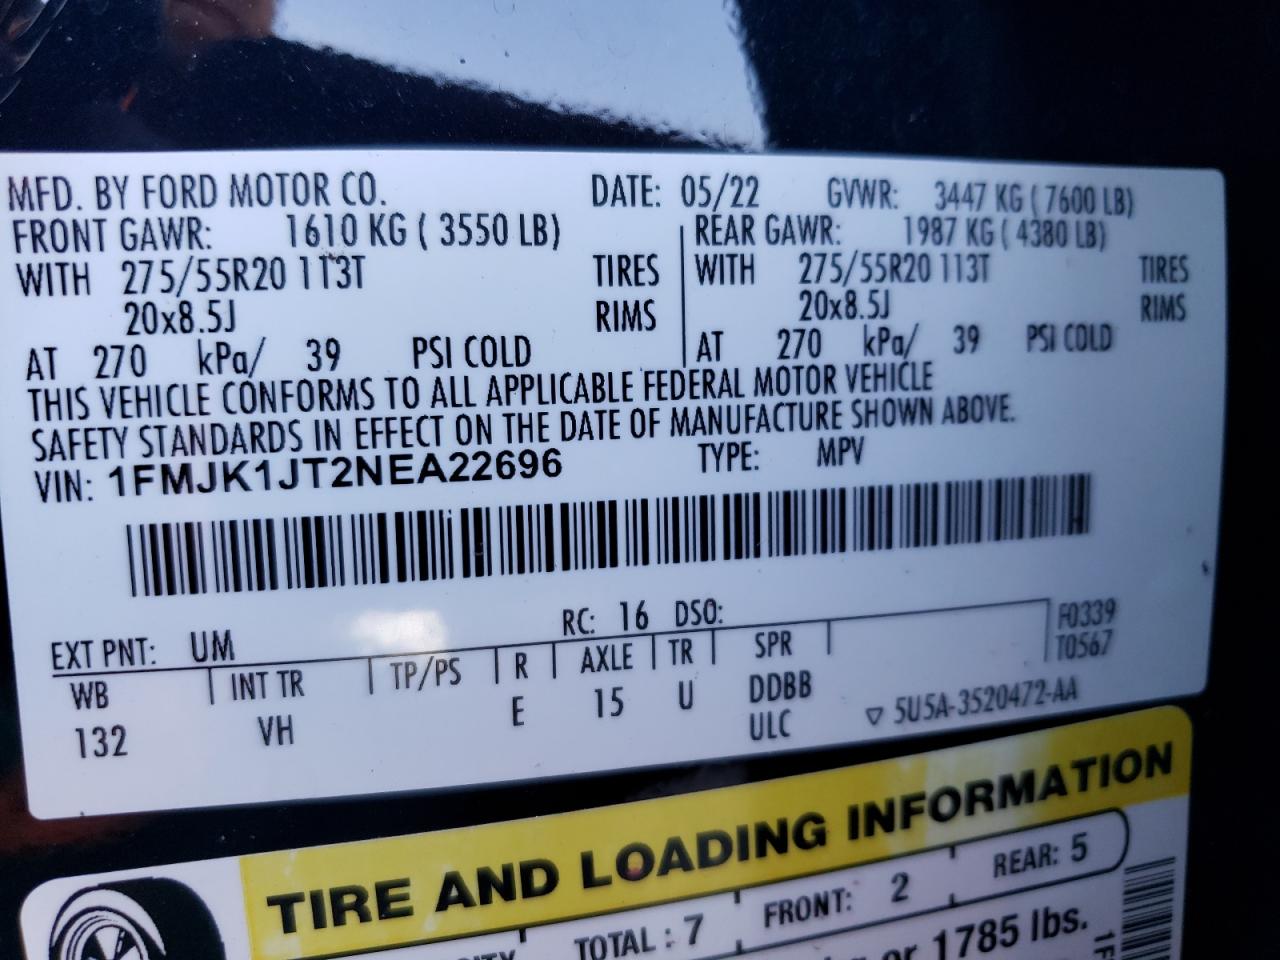 MFD. BY FORD MOTOR CO. DATE: 05/22 GVWR: 3447 KG ( 7600 LB)
FRONT GAWR: 1610 KG ( 3550 LB) REAR GAWR: 1987 KG ( 4380 LB)
WITH 275/55R20 113T TIRES WITH 275/55R20 113T TIRES
20x8.5J RIMS 20x8.5J RIMS
AT 270 kPa/ 39 PSI COLD AT 270 kPa/ 39 PSI COLD
THIS VEHICLE CONFORMS TO ALL APPLICABLE FEDERAL MOTOR VEHICLE
SAFETY STANDARDS IN EFFECT ON THE DATE OF MANUFACTURE SHOWN ABOVE.
VIN: 1FMJK1JT2NEA22696 TYPE: MPV
EXT PNT: UM RC: 16 DSO: F0339
WB INT TR TP/PS R AXLE TR SPR T0567
132 VH E 15 U DDBB
ULC ▽ 5U5A-3520472-AA
TIRE AND LOADING INFORMATION
TOTAL : 7 FRONT: 2 REAR: 5
or 1785 lbs.